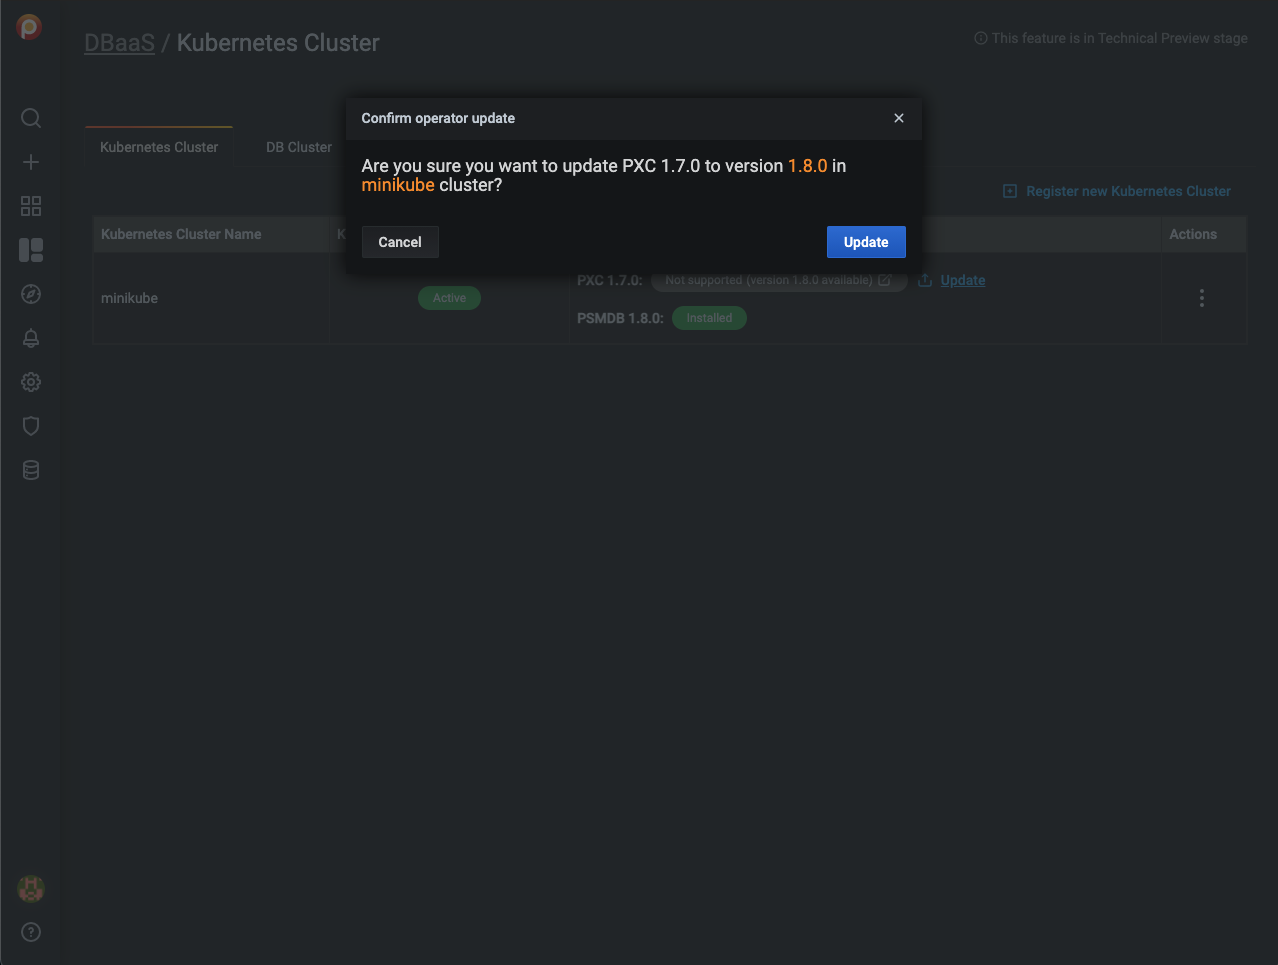 DBaaS / Kubernetes Cluster
This feature is in Technical Preview stage
Confirm operator update
Kubernetes Cluster
DB Cluster
Are you sure you want to update PXC 1.7.0 to version 1.8.0 in
minikube cluster?
Register new Kubernetes Cluster
Kubernetes Cluster Name
K
Cancel
Update
Actions
minikube
Active
PXC 1.7.0:
Not supported (version 1.8.0 available)
Update
PSMDB 1.8.0:
Installed